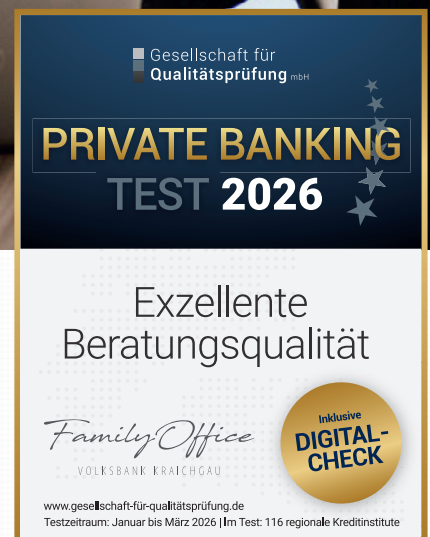 Gesellschaft für
Qualitätsprüfung mbH
PRIVATE BANKING
TEST 2026
Exzellente
Beratungsqualität
Family Office
VOLKSBANK KRAICHGAU
Inklusive
DIGITAL-
CHECK
www.gesellschaft-für-qualitätsprüfung.de
Testzeitraum: Januar bis März 2026 | Im Test: 116 regionale Kreditinstitute